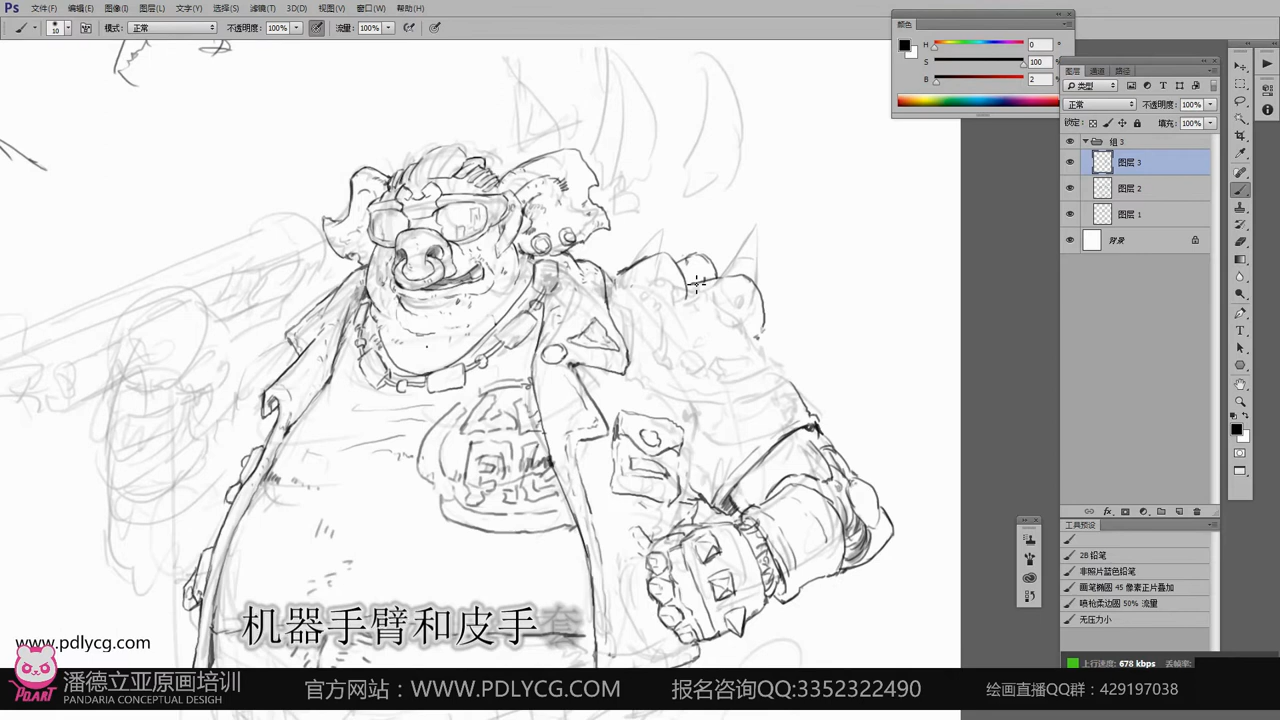 Ps 文件(F) 编辑(E) 图像(I) 图层(L) 文字(Y) 选择(S) 滤镜(T) 3D(D) 视图(V) 窗口(W) 帮助(H)
10 模式: 正常 不透明度: 100% 流量: 100%
颜色
H 0 °
S 100 %
B 2 %
图层 通道 路径
类型
正常 不透明度: 100%
锁定: 填充: 100%
组 3
图层 3
图层 2
图层 1
背景
工具预设
2B 铅笔
非照片蓝色铅笔
画笔椭圆 45 像素正片叠加
喷枪柔边圆 50% 流量
无压力小
机器手臂和皮手套
www.pdlycg.com
上行速度: 678 kbps 丢帧率:
PDART
潘德立亚原画培训
PANDARIA CONCEPTUAL DESIGN
官方网站：WWW.PDLYCG.COM 报名咨询QQ:3352322490 绘画直播QQ群：429197038